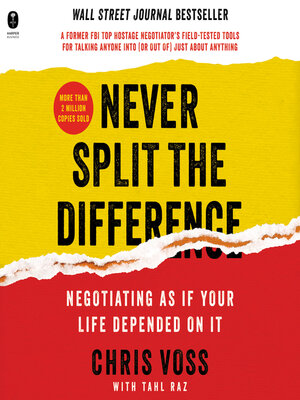 WALL STREET JOURNAL BESTSELLER
A FORMER FBI TOP HOSTAGE NEGOTIATOR'S FIELD-TESTED TOOLS
FOR TALKING ANYONE INTO (OR OUT OF) JUST ABOUT ANYTHING
HARPER
BUSINESS
MORE THAN
2 MILLION
COPIES SOLD
NEVER
SPLIT THE
DIFFERENCE
NEGOTIATING AS IF YOUR
LIFE DEPENDED ON IT
CHRIS VOSS
WITH TAHL RAZ